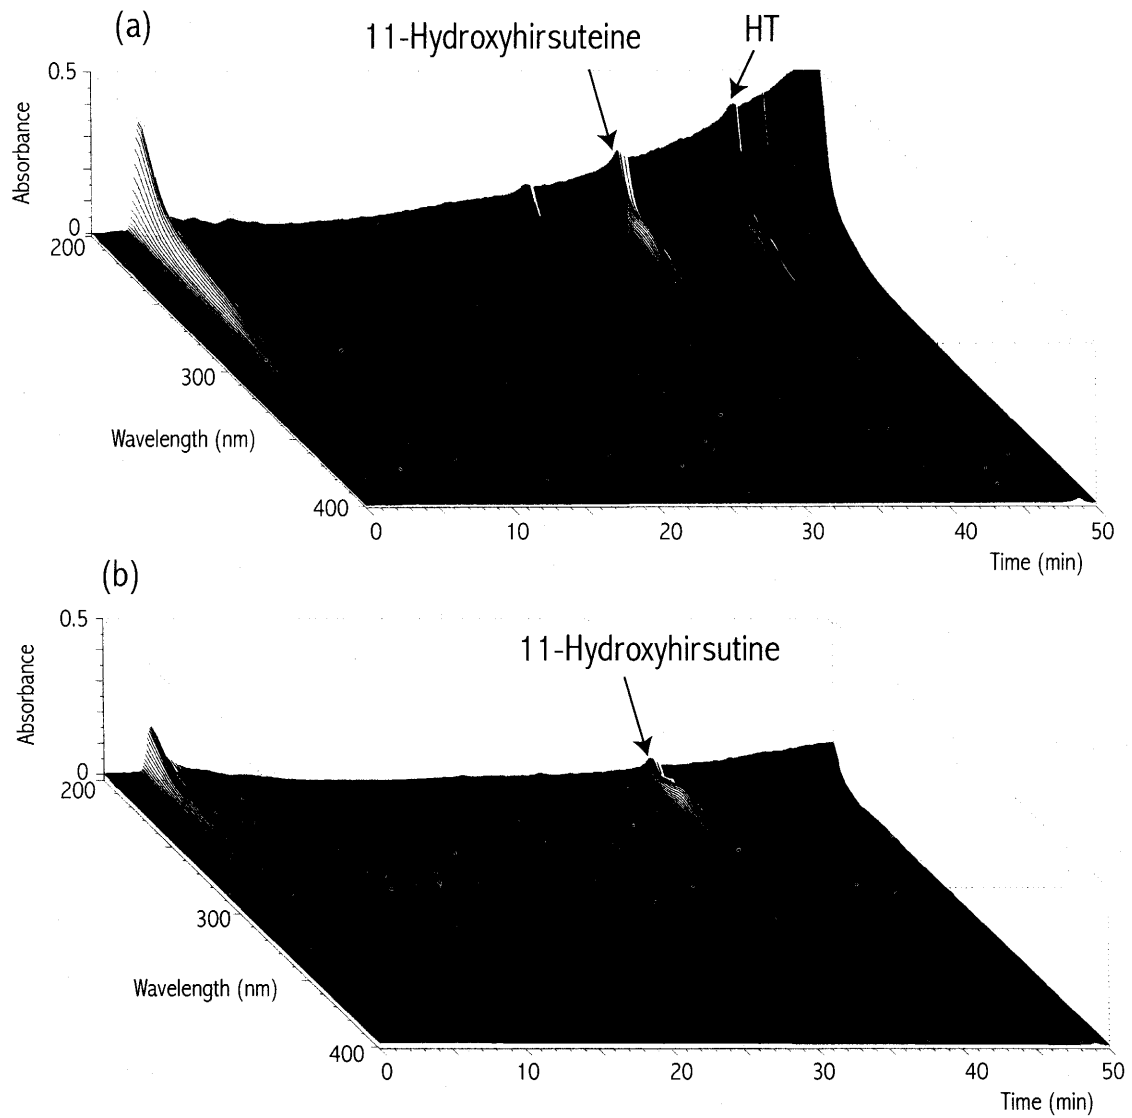 (a)
11-Hydroxyhirsuteine
HT
0.5
Absorbance
0
200
300
Wavelength (nm)
400
0 10 20 30 40 50
Time (min)
(b)
0.5
11-Hydroxyhirsutine
Absorbance
0
200
300
Wavelength (nm)
400
0 10 20 30 40 50
Time (min)